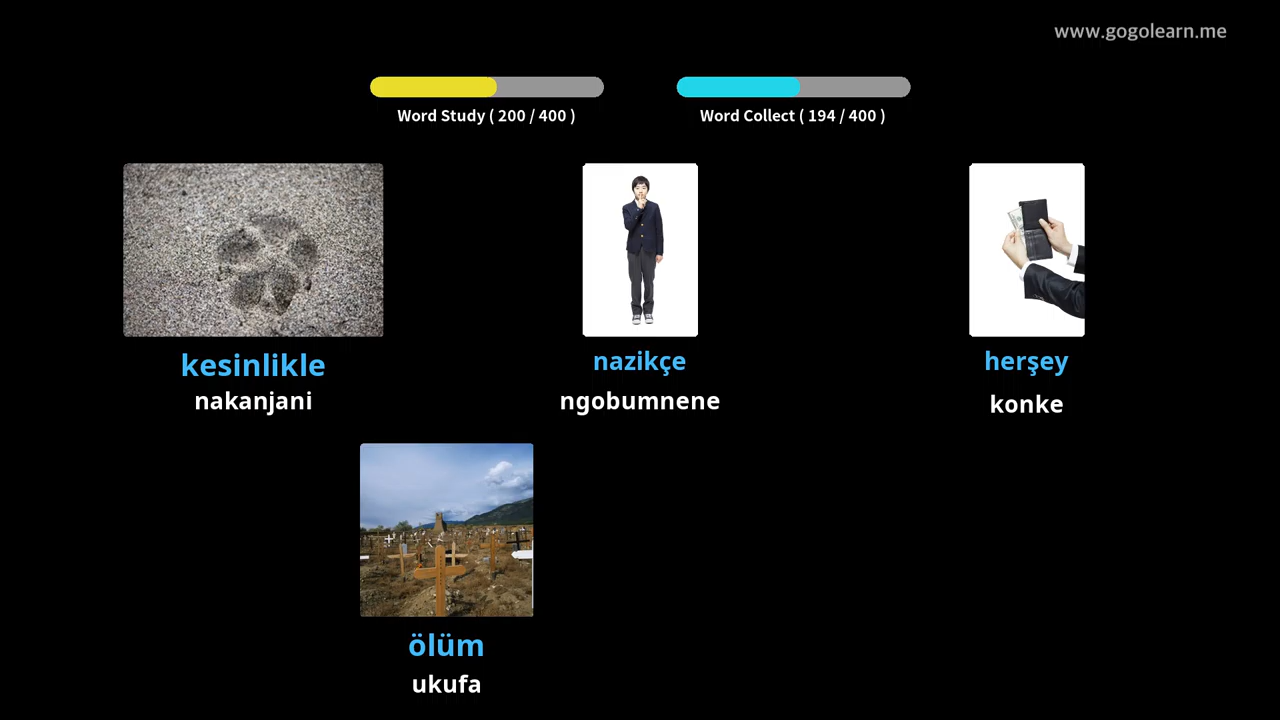 www.gogolearn.me
Word Study ( 200 / 400 )
Word Collect ( 194 / 400 )
kesinlikle
nakanjani
nazikçe
ngobumnene
herşey
konke
ölüm
ukufa